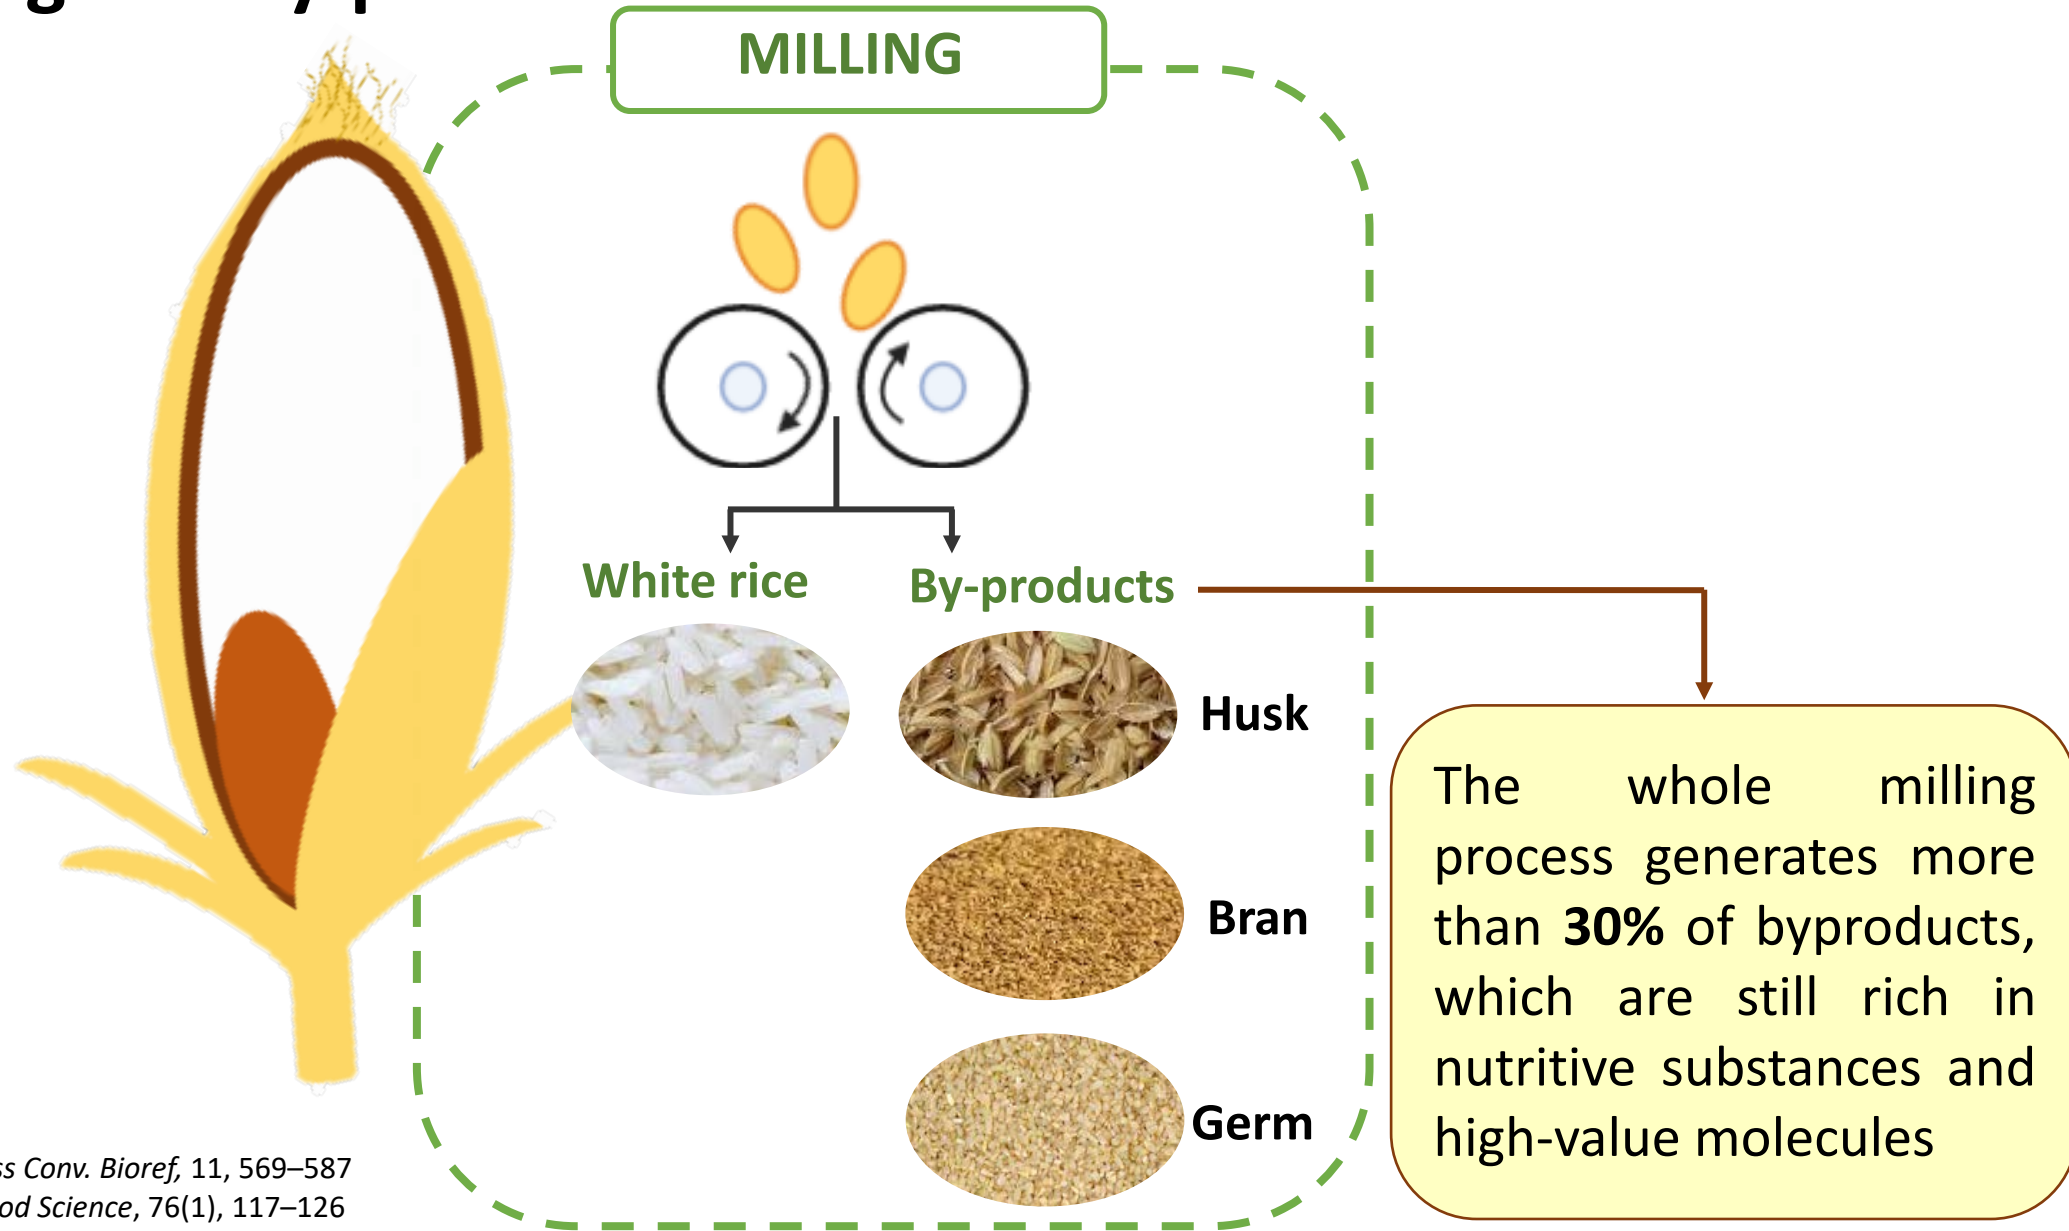 MILLING
White rice
By-products
Husk
Bran
Germ
The whole milling
process generates more
than 30% of byproducts,
which are still rich in
nutritive substances and
high-value molecules
Conv. Bioref, 11, 569–587
Science, 76(1), 117–126